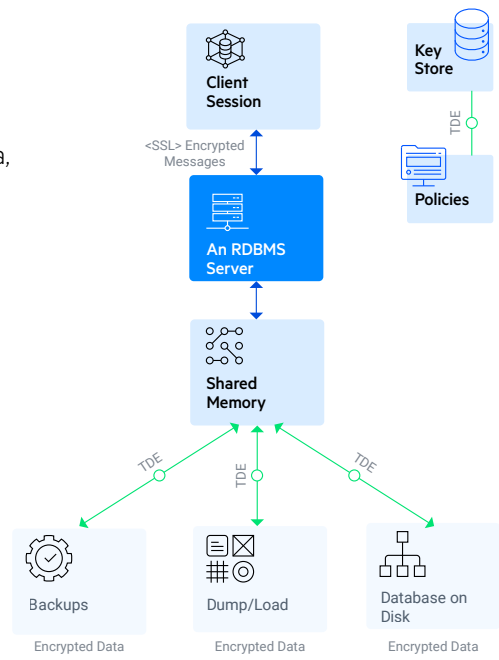 Key
Store
Client
Session
TDE
<SSL> Encrypted
Messages
a,
Policies
An RDBMS
Server
Shared
Memory
TDE
TDE
TDE
Backups
Dump/Load
Database on
Disk
Encrypted Data
Encrypted Data
Encrypted Data